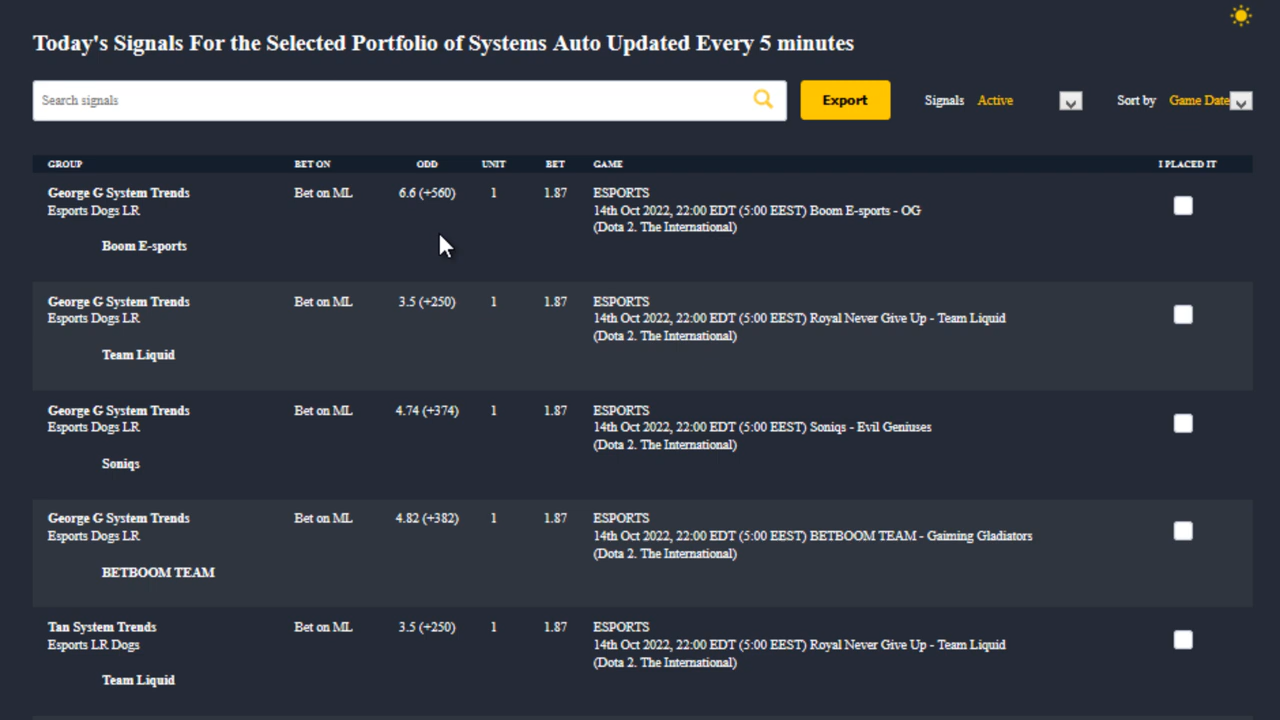 Today's Signals For the Selected Portfolio of Systems Auto Updated Every 5 minutes
Search signals
Export
Signals Active
Sort by Game Date
GROUP BET ON ODD UNIT BET GAME I PLACED IT
George G System Trends Bet on ML 6.6 (+560) 1 1.87 ESPORTS
Esports Dogs LR 14th Oct 2022, 22:00 EDT (5:00 EEST) Boom E-sports - OG
(Dota 2. The International)
Boom E-sports
George G System Trends Bet on ML 3.5 (+250) 1 1.87 ESPORTS
Esports Dogs LR 14th Oct 2022, 22:00 EDT (5:00 EEST) Royal Never Give Up - Team Liquid
(Dota 2. The International)
Team Liquid
George G System Trends Bet on ML 4.74 (+374) 1 1.87 ESPORTS
Esports Dogs LR 14th Oct 2022, 22:00 EDT (5:00 EEST) Soniqs - Evil Geniuses
(Dota 2. The International)
Soniqs
George G System Trends Bet on ML 4.82 (+382) 1 1.87 ESPORTS
Esports Dogs LR 14th Oct 2022, 22:00 EDT (5:00 EEST) BETBOOM TEAM - Gaiming Gladiators
(Dota 2. The International)
BETBOOM TEAM
Tan System Trends Bet on ML 3.5 (+250) 1 1.87 ESPORTS
Esports LR Dogs 14th Oct 2022, 22:00 EDT (5:00 EEST) Royal Never Give Up - Team Liquid
(Dota 2. The International)
Team Liquid